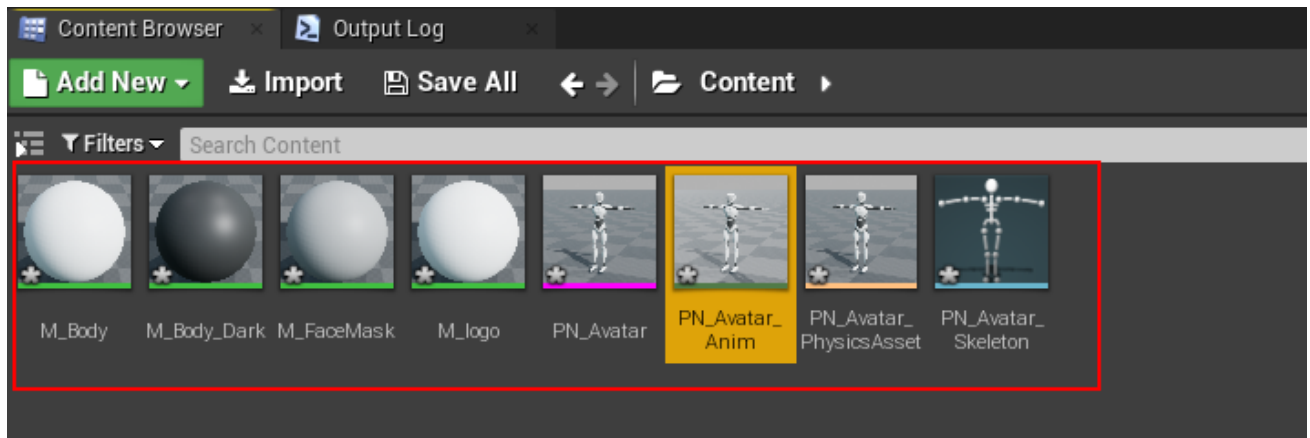 Content Browser
Output Log
Add New
Import
Save All
Content
Filters
Search Content
M_Body
M_Body_Dark
M_FaceMask
M_logo
PN_Avatar
PN_Avatar_
Anim
PN_Avatar_
PhysicsAsset
PN_Avatar_
Skeleton